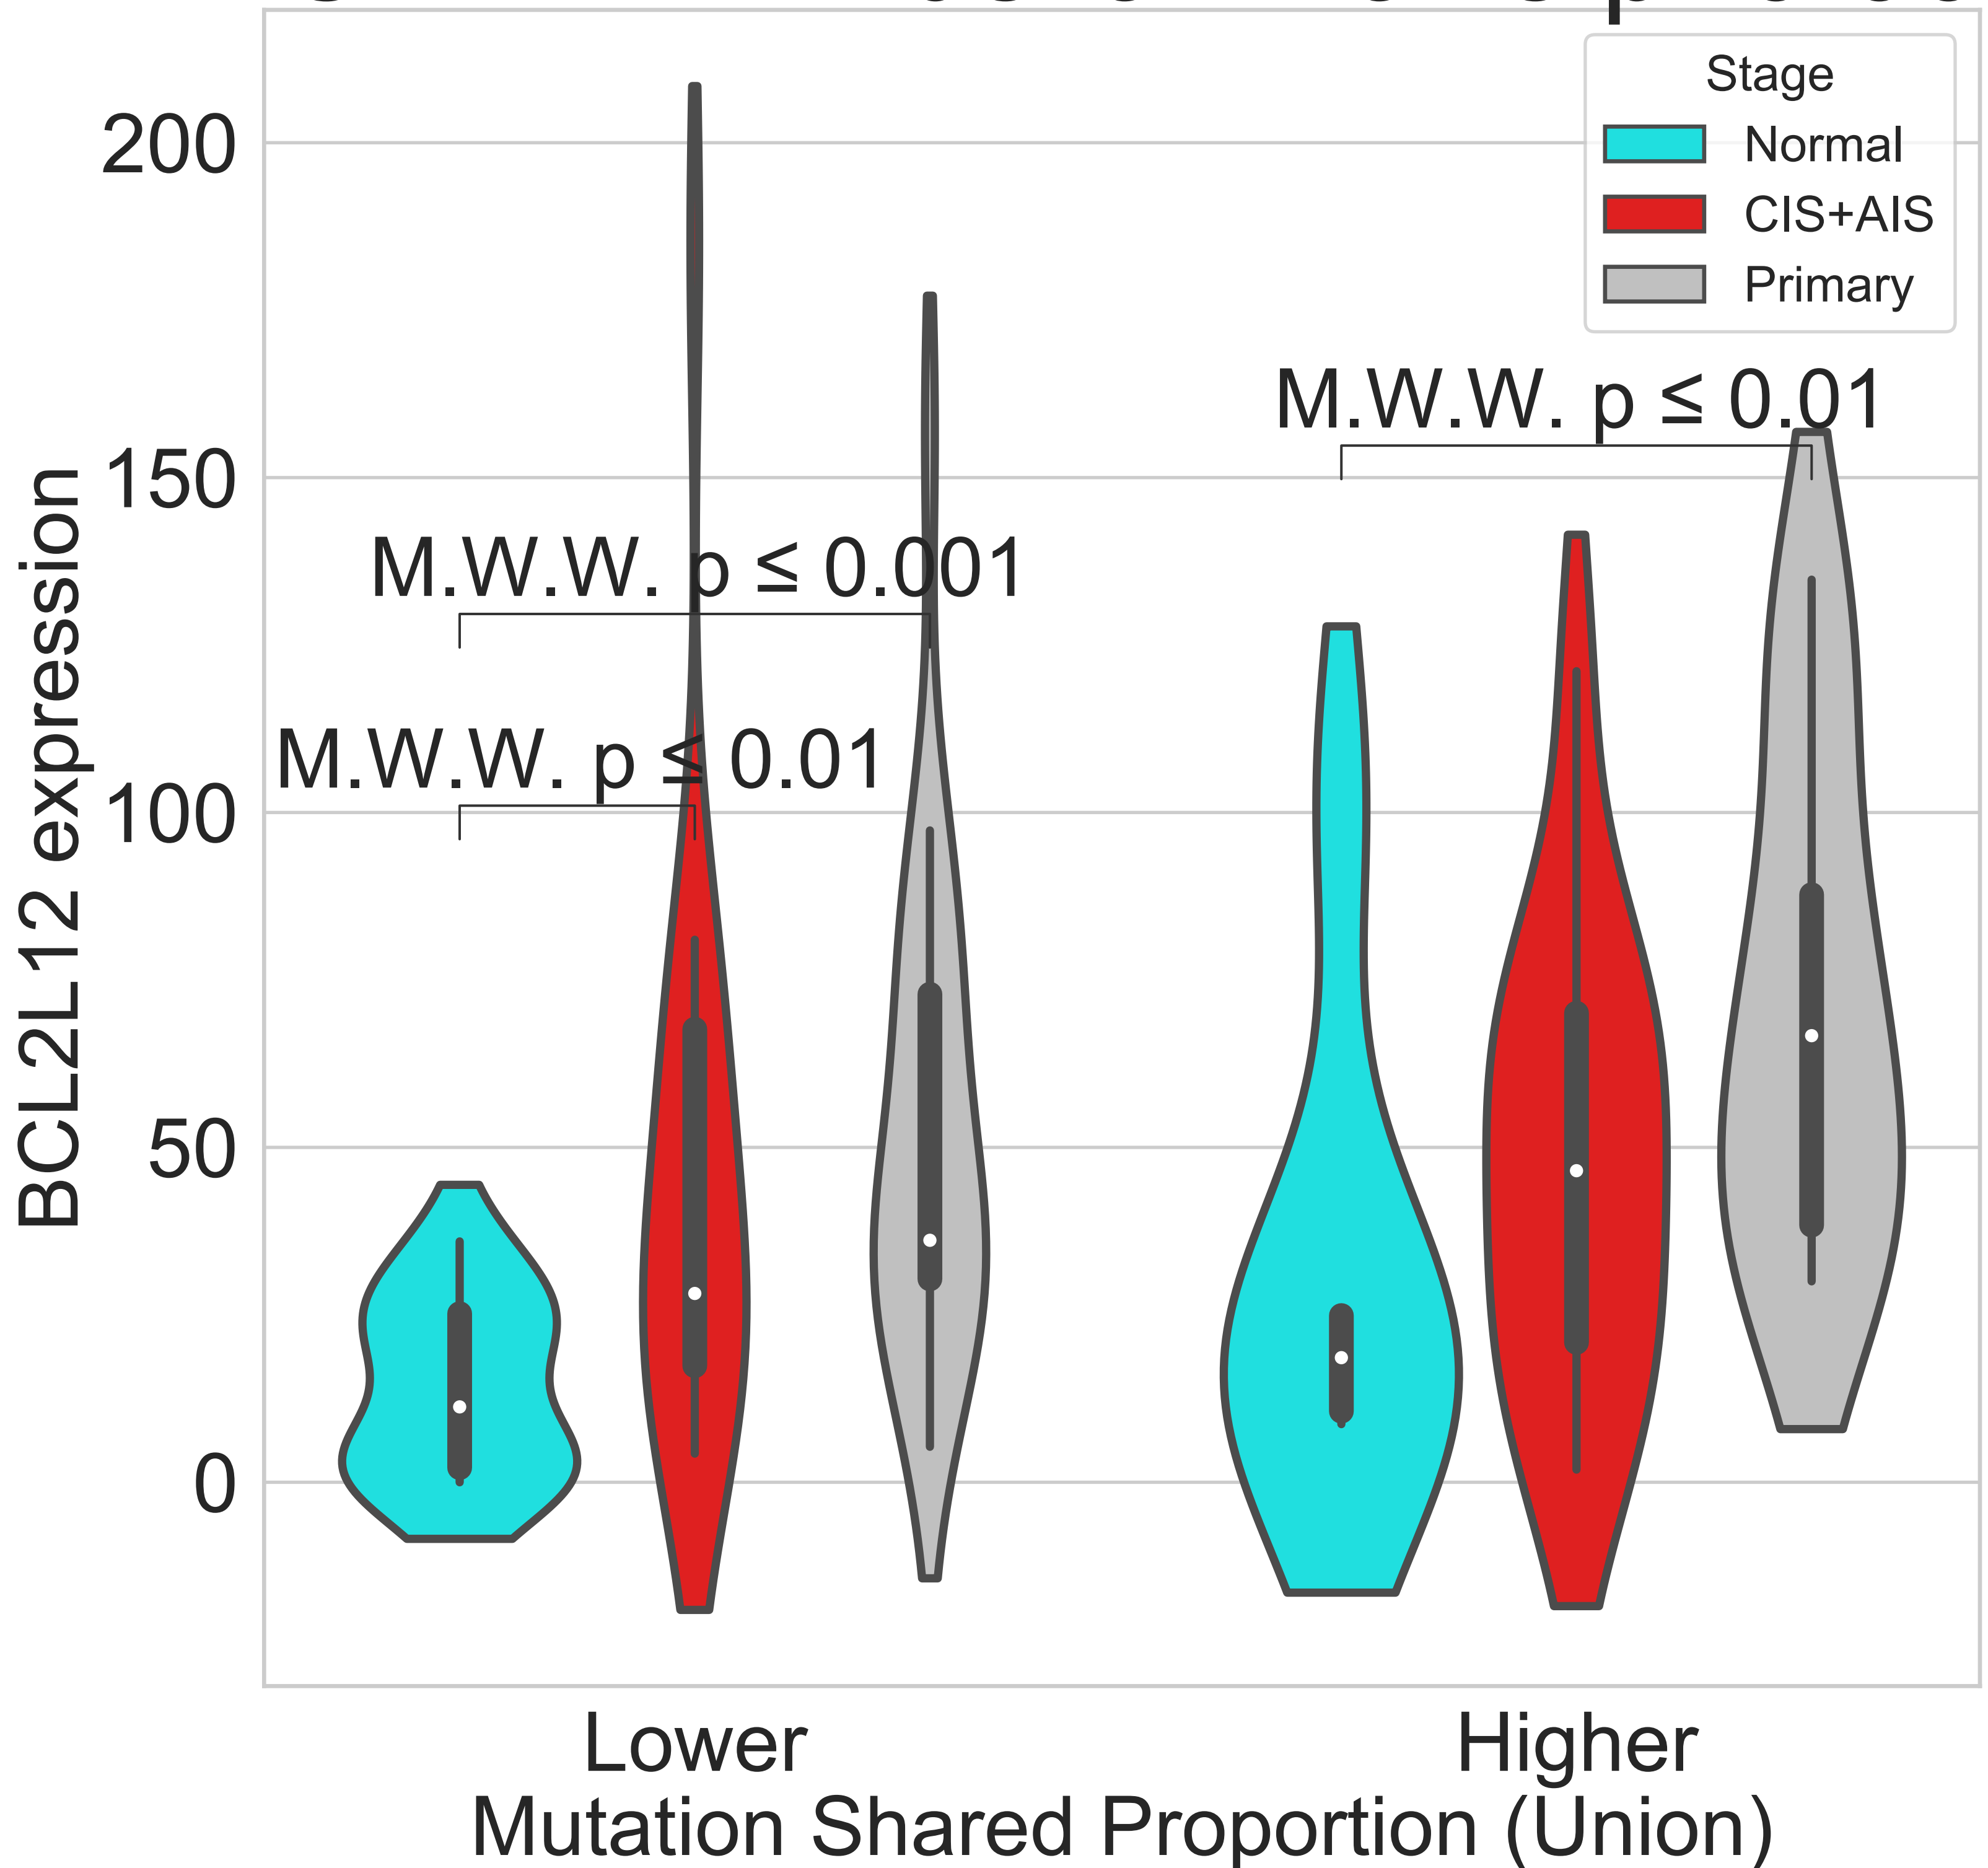 Stage
Normal
CIS+AIS
Primary
200
150
100
50
0
BCL2L12 expression
M.W.W. p ≤ 0.01
M.W.W. p ≤ 0.001
M.W.W. p ≤ 0.01
Lower
Higher
Mutation Shared Proportion (Union)